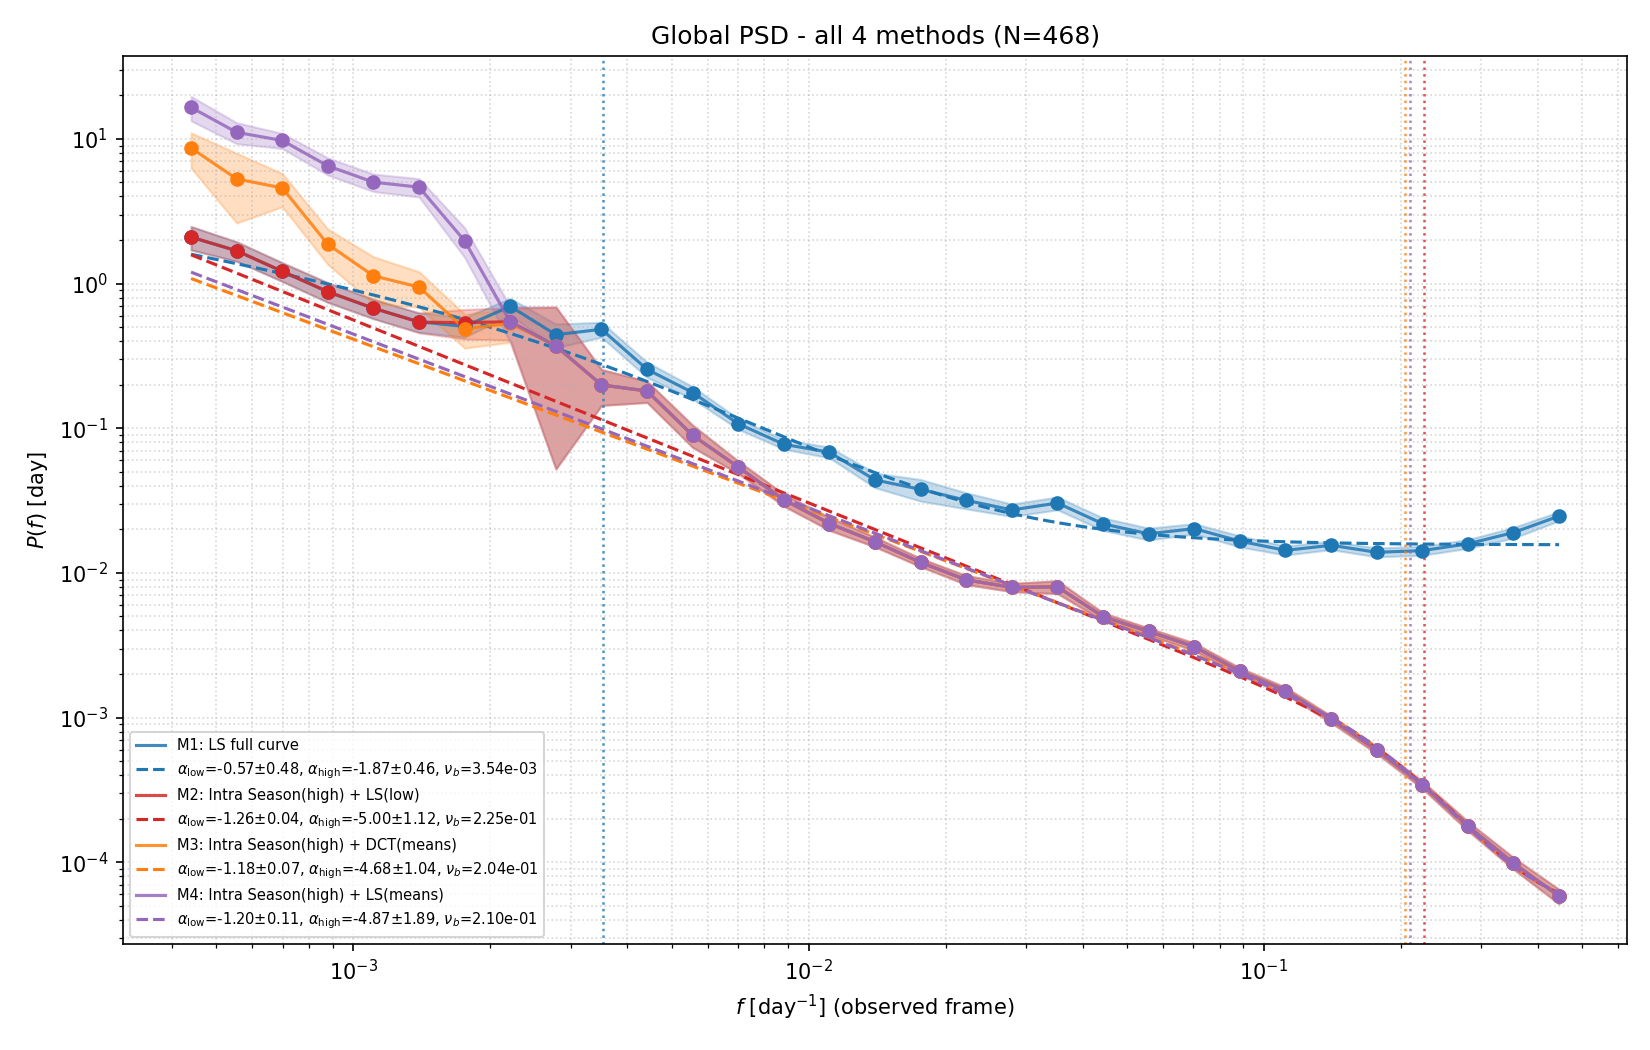 Global PSD - all 4 methods (N=468)
P(f) [day]
10¹
10⁰
10⁻¹
10⁻²
10⁻³
10⁻⁴
M1: LS full curve
α_low=-0.57±0.48, α_high=-1.87±0.46, ν_b=3.54e-03
M2: Intra Season(high) + LS(low)
α_low=-1.26±0.04, α_high=-5.00±1.12, ν_b=2.25e-01
M3: Intra Season(high) + DCT(means)
α_low=-1.18±0.07, α_high=-4.68±1.04, ν_b=2.04e-01
M4: Intra Season(high) + LS(means)
α_low=-1.20±0.11, α_high=-4.87±1.89, ν_b=2.10e-01
10⁻³ 10⁻² 10⁻¹
f [day⁻¹] (observed frame)